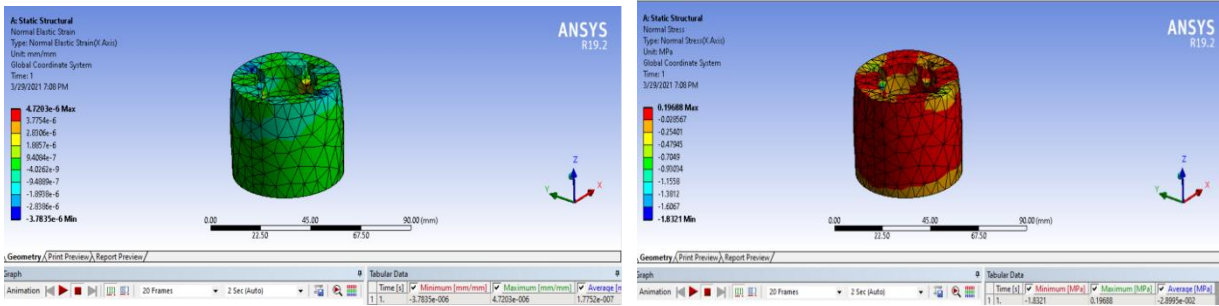 A: Static Structural
Normal Elastic Strain
Type: Normal Elastic Strain(X Axis)
Unit: mm/mm
Global Coordinate System
Time: 1
3/29/2021 7:08 PM
4.7203e-6 Max
3.7754e-6
2.8306e-6
1.8857e-6
9.4084e-7
-4.0262e-9
-9.4889e-7
-1.8938e-6
-2.8386e-6
-3.7835e-6 Min
ANSYS
R19.2
Z
Y
X
0.00 45.00 90.00 (mm)
22.50 67.50
Geometry Print Preview Report Preview
Graph
Animation 20 Frames 2 Sec (Auto)
Tabular Data
Time [s] Minimum [mm/mm] Maximum [mm/mm] Average [m
1 1. -3.7835e-006 4.7203e-006 1.7752e-007
A: Static Structural
Normal Stress
Type: Normal Stress(X Axis)
Unit: MPa
Global Coordinate System
Time: 1
3/29/2021 7:08 PM
0.19688 Max
-0.028567
-0.25401
-0.47945
-0.7049
-0.93034
-1.1558
-1.3812
-1.6067
-1.8321 Min
ANSYS
R19.2
Z
Y
X
0.00 45.00 90.00 (mm)
22.50 67.50
Geometry Print Preview Report Preview
Graph
Animation 20 Frames 2 Sec (Auto)
Tabular Data
Time [s] Minimum [MPa] Maximum [MPa] Average [MPa]
1 1. -1.8321 0.19688 -2.8995e-002